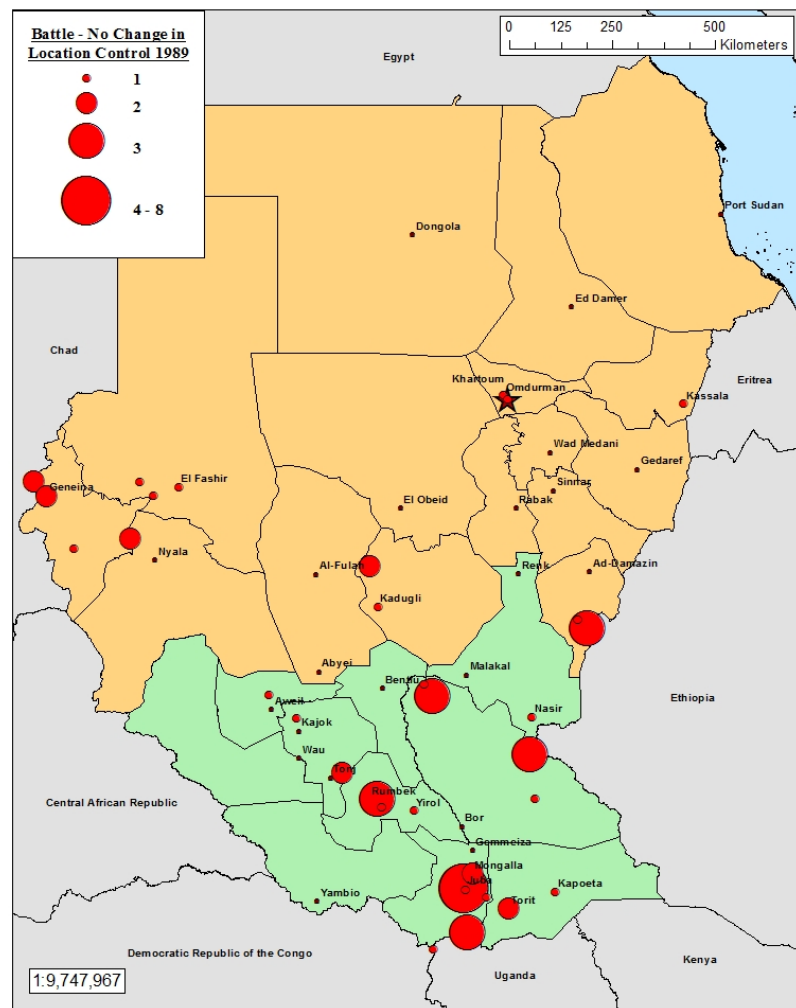 Battle - No Change in
Location Control 1989
1
2
3
4 - 8
0 125 250 500
Kilometers
Egypt
Port Sudan
Dongola
Ed Damer
Chad
Eritrea
Khartoum
Omdurman
Kassala
Wad Medani
Gedaref
El Fashir
Geneina
Sinnar
El Obeid
Rabak
Nyala
Al-Fulah
Renk
Ad-Damazin
Kadugli
Abyei
Malakal
Bentiu
Ethiopia
Aweil
Nasir
Kajok
Wau
Tonj
Rumbek
Central African Republic
Yirol
Bor
Gemmeiza
Mongalla
Juba
Kapoeta
Yambio
Torit
Democratic Republic of the Congo
Kenya
Uganda
1:9,747,967